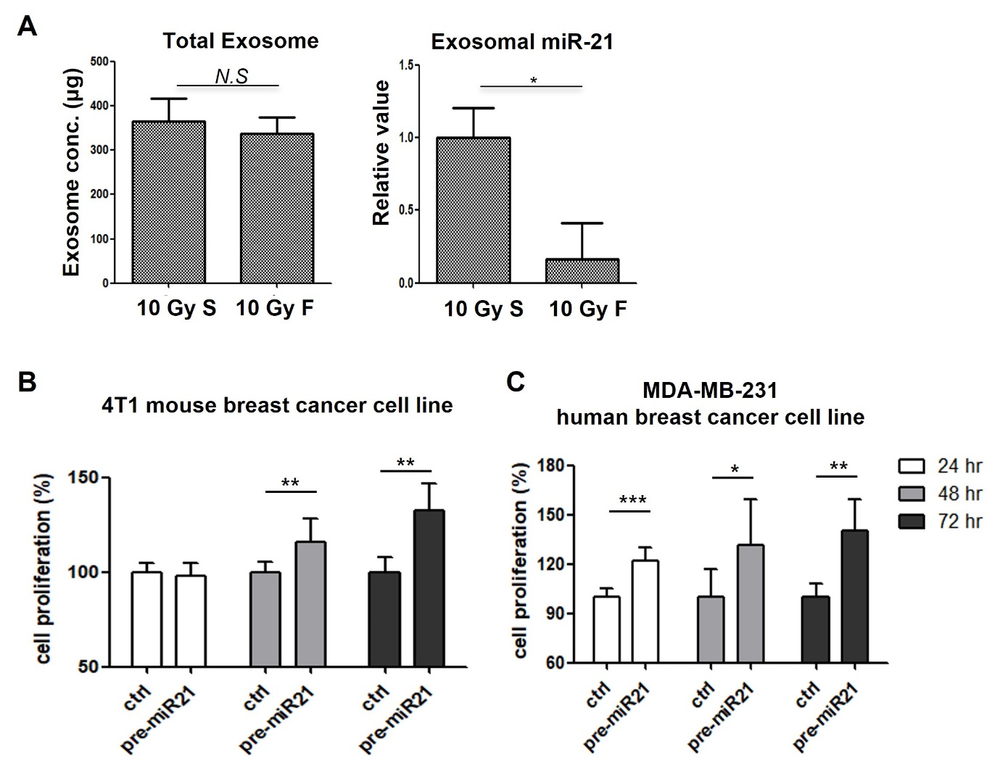 A
Total Exosome
Exosomal miR-21
Exosome conc. (µg)
500
400
300
200
100
0
N.S
10 Gy S
10 Gy F
Relative value
1.5
1.0
0.5
0.0
*
10 Gy S
10 Gy F
B
4T1 mouse breast cancer cell line
cell proliferation (%)
150
100
50
**
**
ctrl
pre-miR21
ctrl
pre-miR21
ctrl
pre-miR21
C
MDA-MB-231
human breast cancer cell line
cell proliferation (%)
180
150
120
90
60
***
*
**
ctrl
pre-miR21
ctrl
pre-miR21
ctrl
pre-miR21
24 hr
48 hr
72 hr